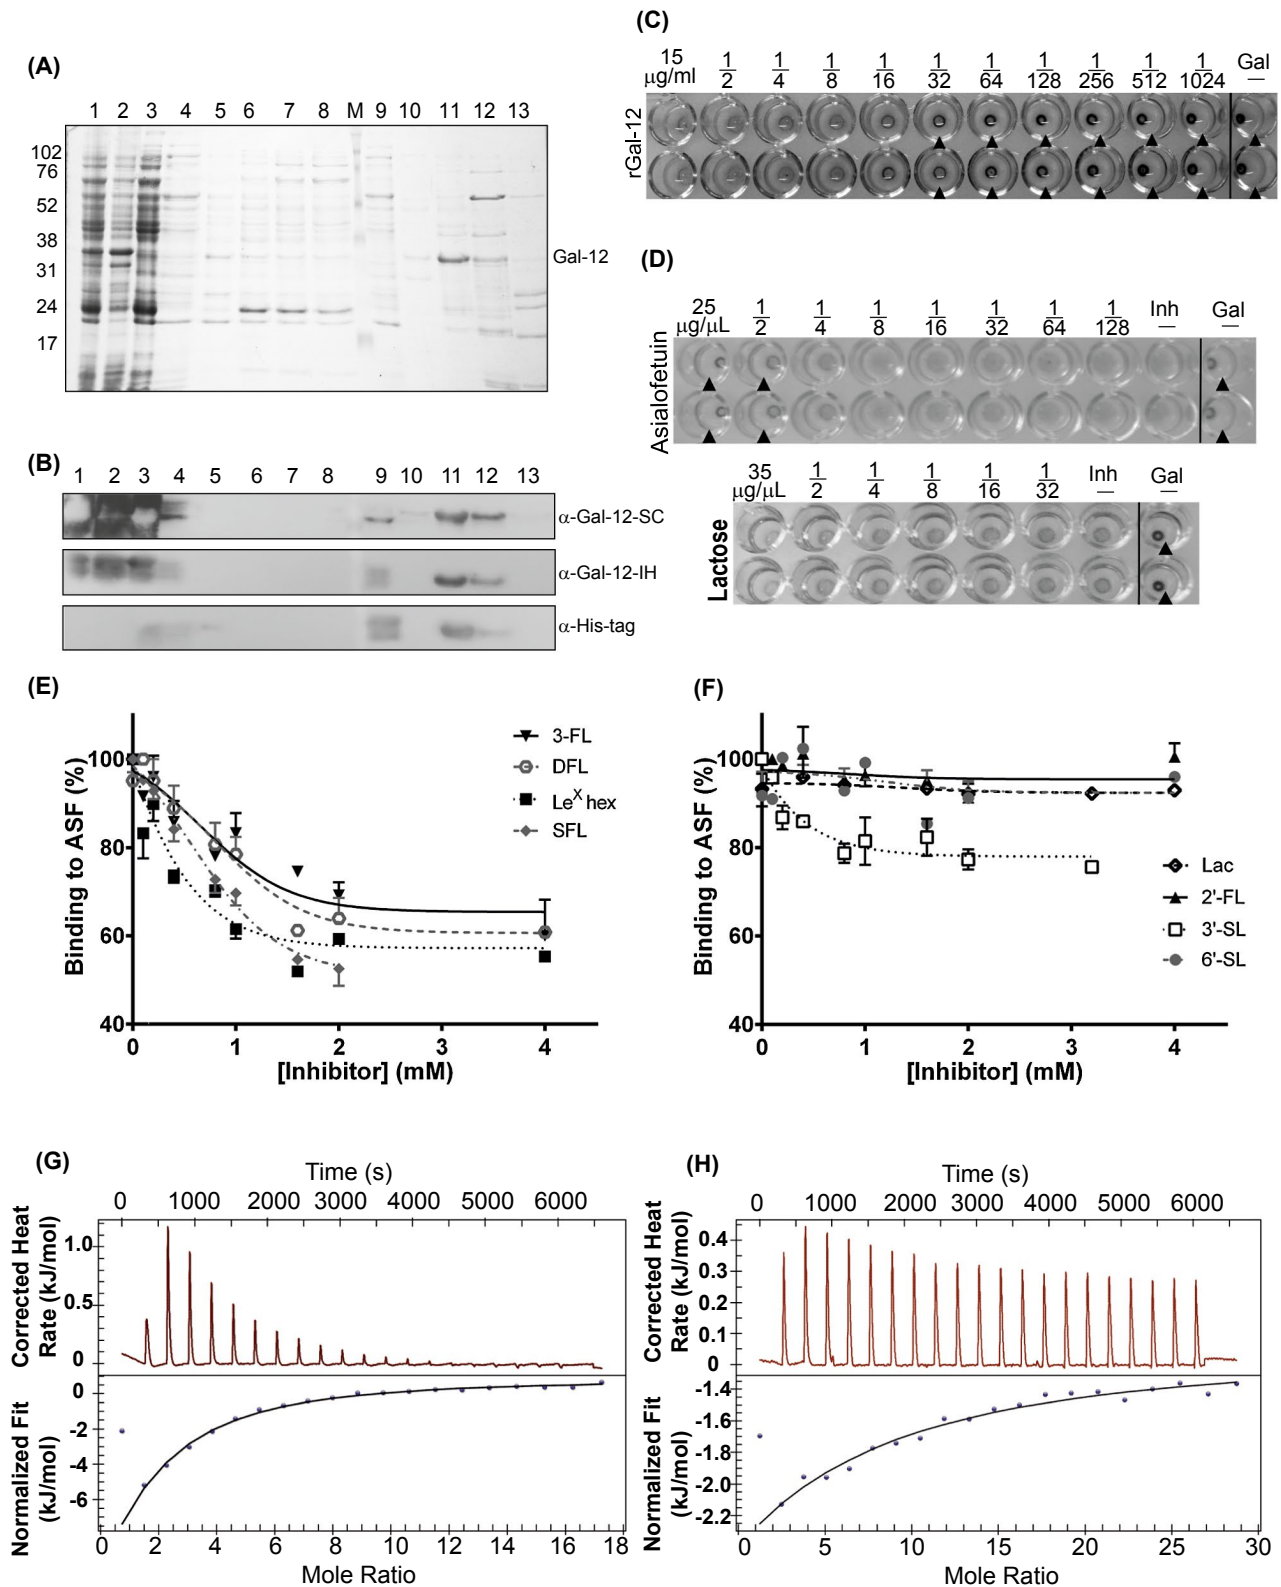 (A)
1 2 3 4 5 6 7 8 M 9 10 11 12 13
102
76
52
38
31
24
17
Gal-12
(B)
1 2 3 4 5 6 7 8 9 10 11 12 13
α-Gal-12-SC
α-Gal-12-IH
α-His-tag
(C)
15 μg/ml 1/2 1/4 1/8 1/16 1/32 1/64 1/128 1/256 1/512 1/1024 Gal —
rGal-12
(D)
25 μg/μL 1/2 1/4 1/8 1/16 1/32 1/64 1/128 Inh — Gal —
Asialofetuin
35 μg/μL 1/2 1/4 1/8 1/16 1/32 Inh — Gal —
Lactose
(E)
Binding to ASF (%)
100
80
60
40
0 1 2 3 4
[Inhibitor] (mM)
3-FL
DFL
Le^X hex
SFL
(F)
Binding to ASF (%)
100
80
60
40
0 1 2 3 4
[Inhibitor] (mM)
Lac
2'-FL
3'-SL
6'-SL
(G)
Time (s)
0 1000 2000 3000 4000 5000 6000
Corrected Heat
Rate (kJ/mol)
1.0
0.5
0
Normalized Fit
(kJ/mol)
0
-2
-4
-6
0 2 4 6 8 10 12 14 16 18
Mole Ratio
(H)
Time (s)
0 1000 2000 3000 4000 5000 6000
Corrected Heat
Rate (kJ/mol)
0.4
0.3
0.2
0.1
0
Normalized Fit
(kJ/mol)
-1.4
-1.6
-1.8
-2.0
-2.2
0 5 10 15 20 25 30
Mole Ratio